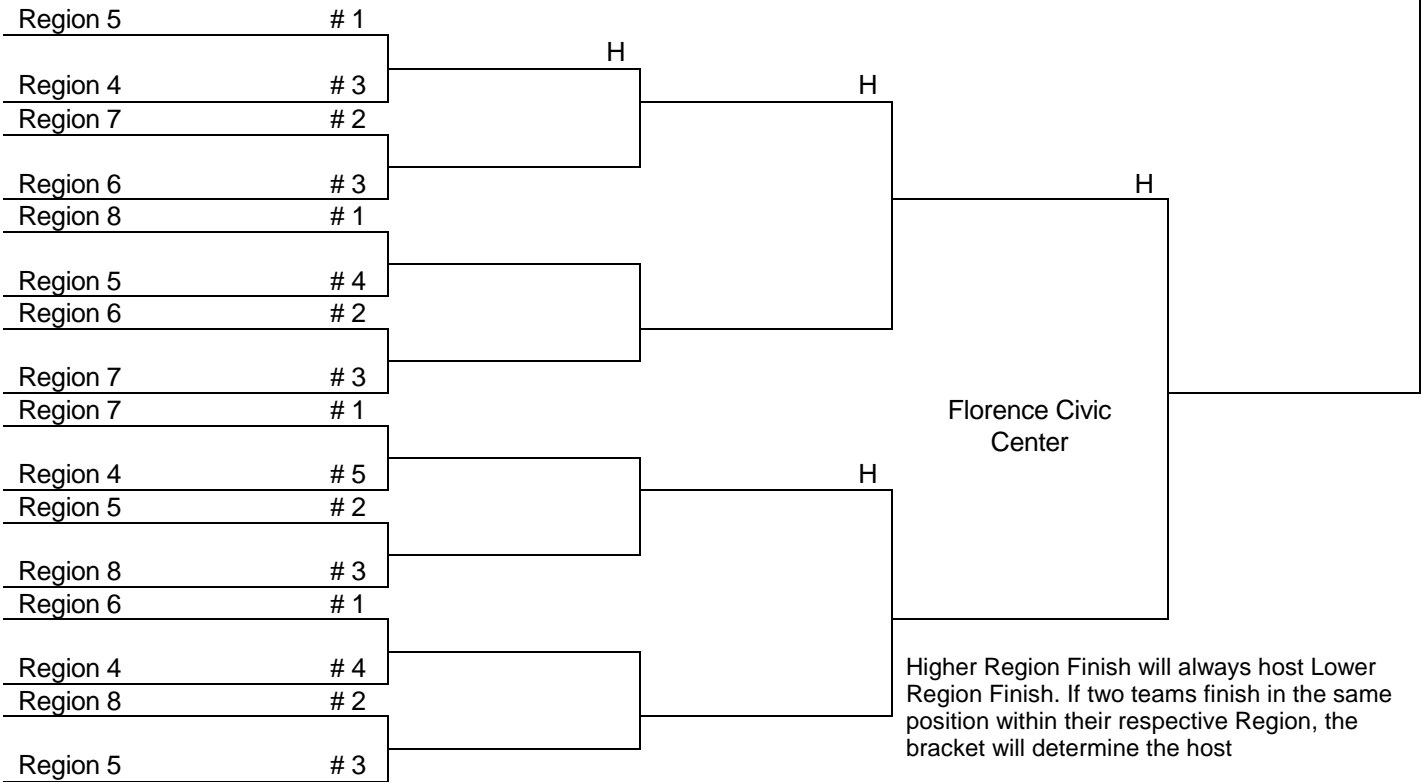 Region 5 # 1
H
Region 4 # 3 H
Region 7 # 2
Region 6 # 3 H
Region 8 # 1
Region 5 # 4
Region 6 # 2
Region 7 # 3
Region 7 # 1 Florence Civic
Center
Region 4 # 5 H
Region 5 # 2
Region 8 # 3
Region 6 # 1
Region 4 # 4
Region 8 # 2
Region 5 # 3
Higher Region Finish will always host Lower
Region Finish. If two teams finish in the same
position within their respective Region, the
bracket will determine the host